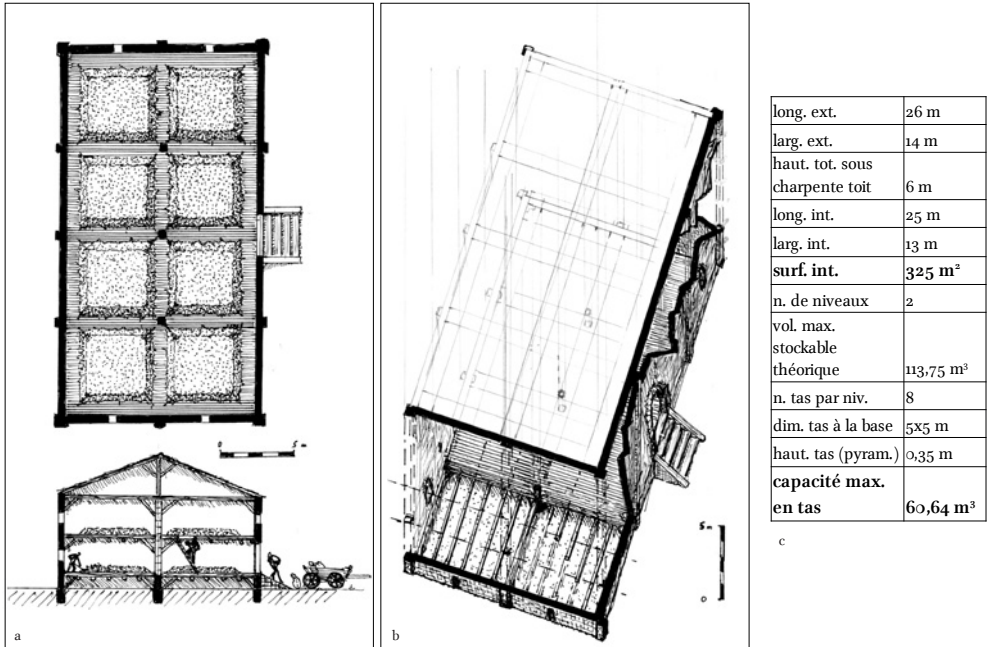 0 5 m
a
5 m
0
b
long. ext. 26 m
larg. ext. 14 m
haut. tot. sous
charpente toit 6 m
long. int. 25 m
larg. int. 13 m
surf. int. 325 m²
n. de niveaux 2
vol. max.
stockable
théorique 113,75 m³
n. tas par niv. 8
dim. tas à la base 5x5 m
haut. tas (pyram.) 0,35 m
capacité max.
en tas 60,64 m³
c